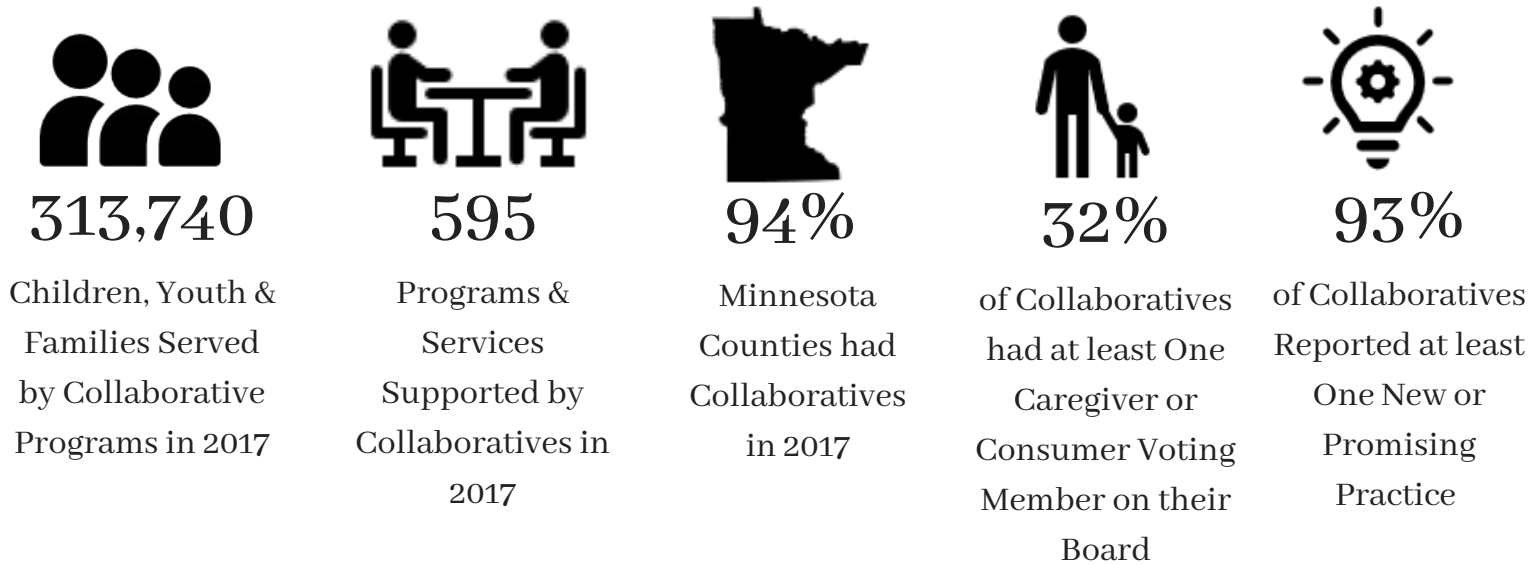 313,740
Children, Youth &
Families Served
by Collaborative
Programs in 2017
595
Programs &
Services
Supported by
Collaboratives in
2017
94%
Minnesota
Counties had
Collaboratives
in 2017
32%
of Collaboratives
had at least One
Caregiver or
Consumer Voting
Member on their
Board
93%
of Collaboratives
Reported at least
One New or
Promising
Practice